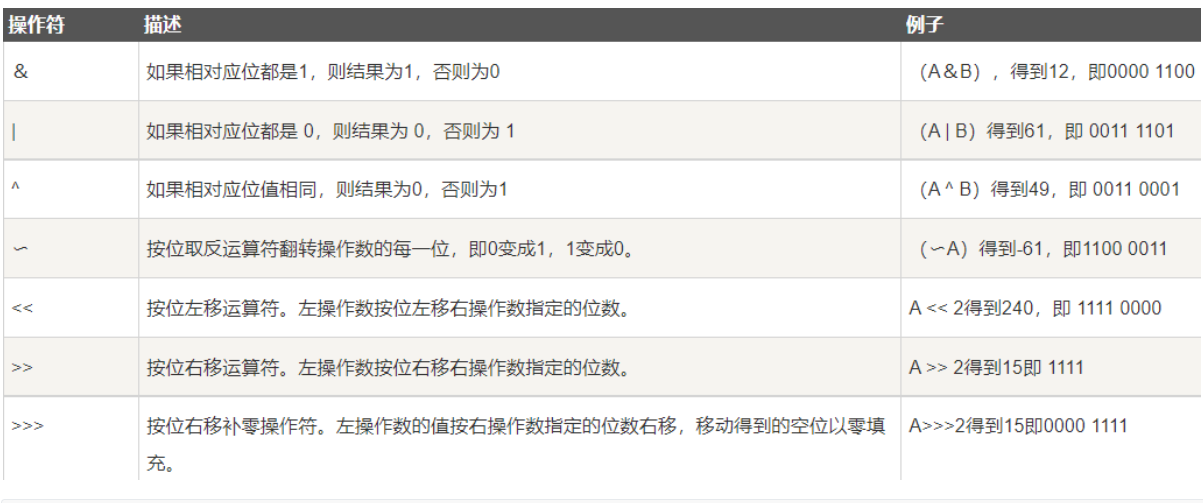 操作符 描述 例子
& 如果相对应位都是1，则结果为1，否则为0 （A&B），得到12，即0000 1100
| 如果相对应位都是 0，则结果为 0，否则为 1 （A | B）得到61，即 0011 1101
^ 如果相对应位值相同，则结果为0，否则为1 （A ^ B）得到49，即 0011 0001
〜 按位取反运算符翻转操作数的每一位，即0变成1，1变成0。 （〜A）得到-61，即1100 0011
<< 按位左移运算符。左操作数按位左移右操作数指定的位数。 A << 2得到240，即 1111 0000
>> 按位右移运算符。左操作数按位右移右操作数指定的位数。 A >> 2得到15即 1111
>>> 按位右移补零操作符。左操作数的值按右操作数指定的位数右移，移动得到的空位以零填 A>>>2得到15即0000 1111
充。